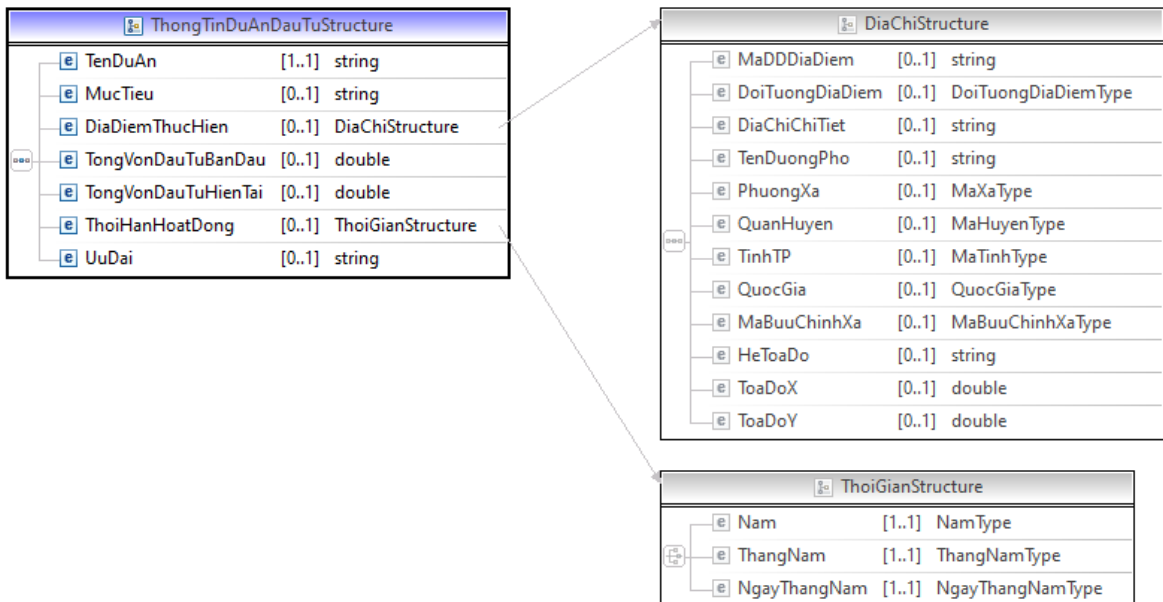 ThongTinDuAnDauTuStructure
e TenDuAn [1..1] string
e MucTieu [0..1] string
e DiaDiemThucHien [0..1] DiaChiStructure
e TongVonDauTuBanDau [0..1] double
e TongVonDauTuHienTai [0..1] double
e ThoiHanHoatDong [0..1] ThoiGianStructure
e UuDai [0..1] string
DiaChiStructure
e MaDDDiaDiem [0..1] string
e DoiTuongDiaDiem [0..1] DoiTuongDiaDiemType
e DiaChiChiTiet [0..1] string
e TenDuongPho [0..1] string
e PhuongXa [0..1] MaXaType
e QuanHuyen [0..1] MaHuyenType
e TinhTP [0..1] MaTinhType
e QuocGia [0..1] QuocGiaType
e MaBuuChinhXa [0..1] MaBuuChinhXaType
e HeToaDo [0..1] string
e ToaDoX [0..1] double
e ToaDoY [0..1] double
ThoiGianStructure
e Nam [1..1] NamType
e ThangNam [1..1] ThangNamType
e NgayThangNam [1..1] NgayThangNamType